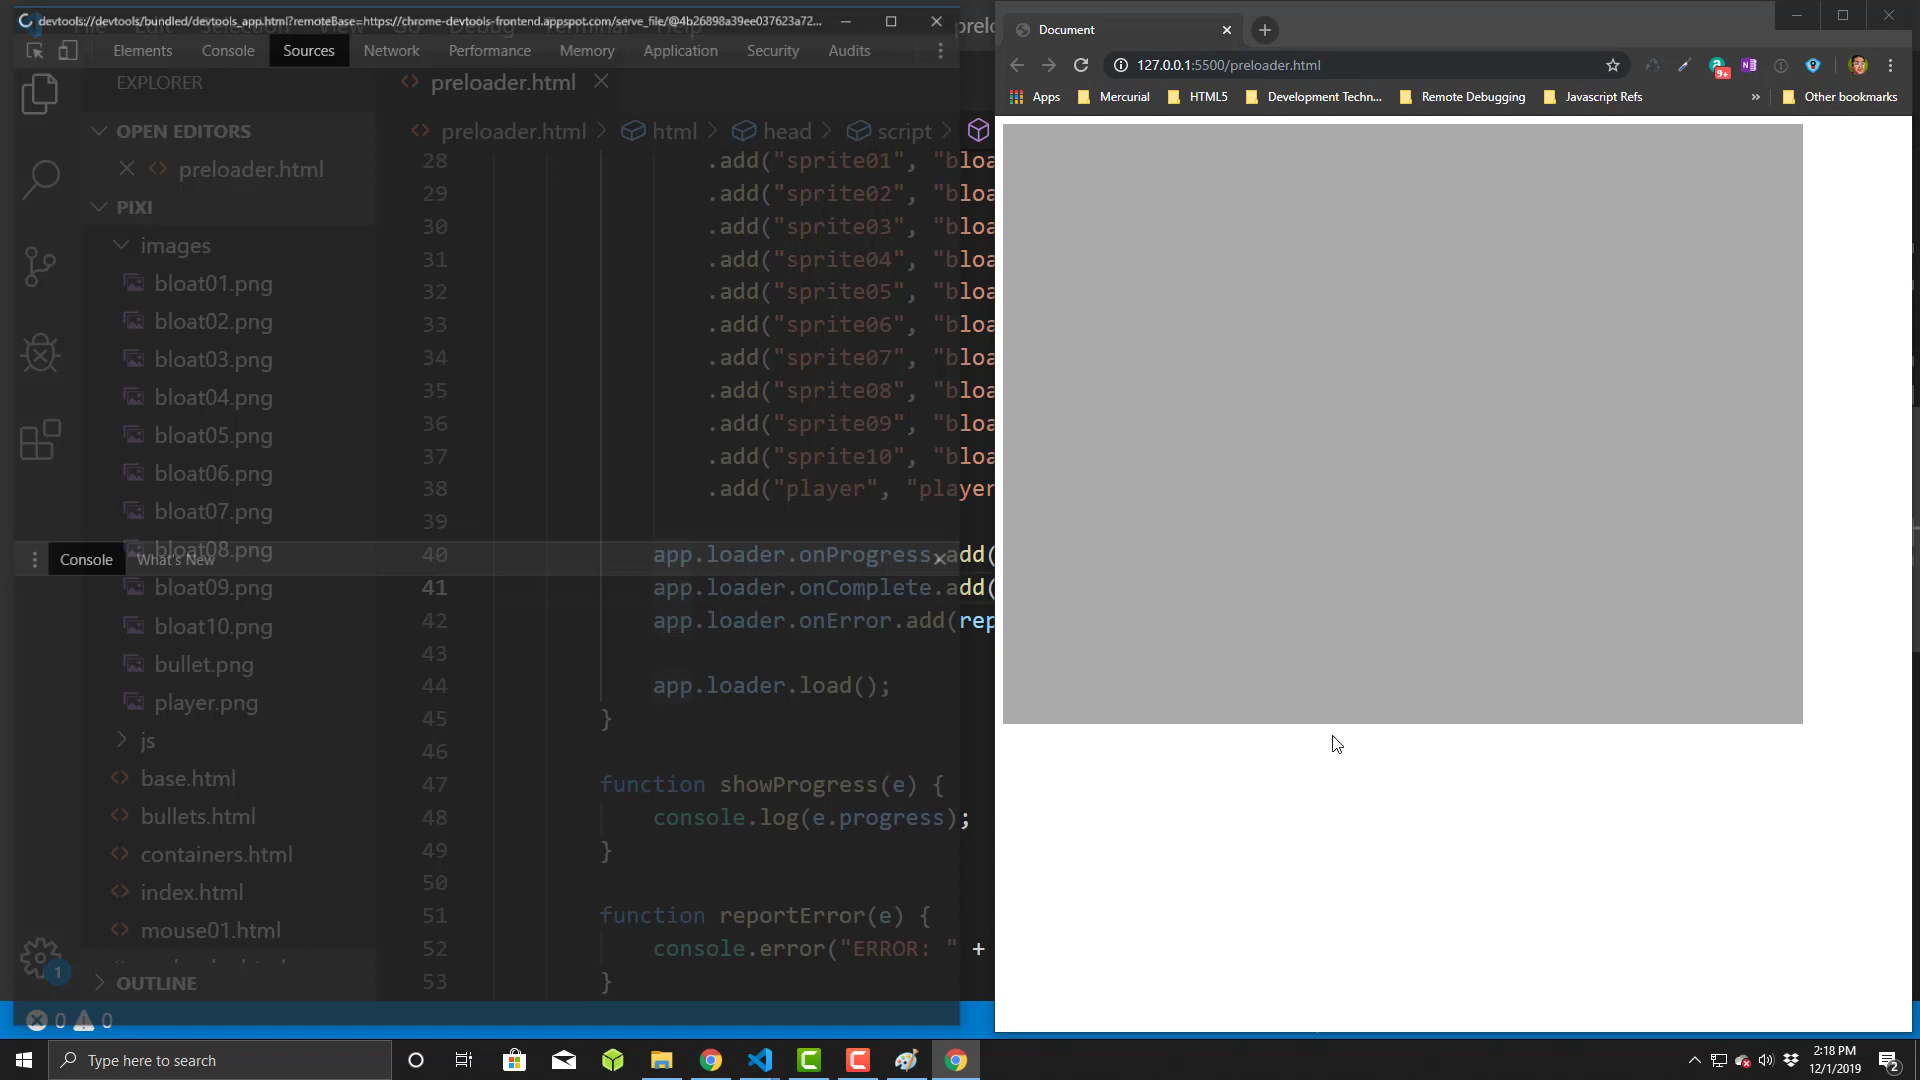 devtools://devtools/bundled/devtools_app.html?remoteBase=https://chrome-devtools-frontend.appspot.com/serve_file/@4b26898a39ee037623a72...
Elements Console Sources Network Performance Memory Application Security Audits
EXPLORER
preloader.html
OPEN EDITORS
preloader.html
PIXI
images
bloat01.png
bloat02.png
bloat03.png
bloat04.png
bloat05.png
bloat06.png
bloat07.png
bloat08.png
bloat09.png
bloat10.png
bullet.png
player.png
js
base.html
bullets.html
containers.html
index.html
mouse01.html
OUTLINE
Console What's New
preloader.html > html > head > script >
28 .add("sprite01", "bloa
29 .add("sprite02", "bloa
30 .add("sprite03", "bloa
31 .add("sprite04", "bloa
32 .add("sprite05", "bloa
33 .add("sprite06", "bloa
34 .add("sprite07", "bloa
35 .add("sprite08", "bloa
36 .add("sprite09", "bloa
37 .add("sprite10", "bloa
38 .add("player", "player
39
40 app.loader.onProgress.add(
41 app.loader.onComplete.add(
42 app.loader.onError.add(rep
43
44 app.loader.load();
45 }
46
47 function showProgress(e) {
48 console.log(e.progress);
49 }
50
51 function reportError(e) {
52 console.error("ERROR: " +
53 }
0 0
1
Document
127.0.0.1:5500/preloader.html
9+
Apps Mercurial HTML5 Development Techn... Remote Debugging Javascript Refs » Other bookmarks
Type here to search
2:18 PM
12/1/2019
2